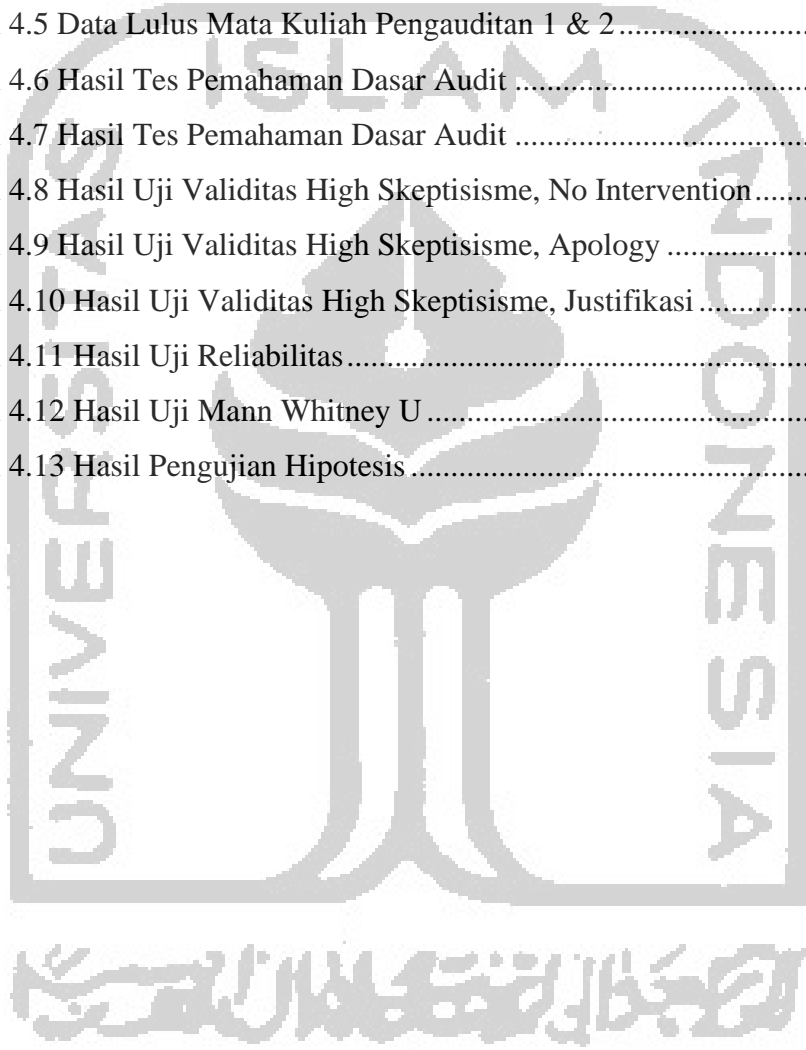 4.5 Data Lulus Mata Kuliah Pengauditan 1 & 2.......................
4.6 Hasil Tes Pemahaman Dasar Audit ....................................
4.7 Hasil Tes Pemahaman Dasar Audit ....................................
4.8 Hasil Uji Validitas High Skeptisisme, No Intervention.......
4.9 Hasil Uji Validitas High Skeptisisme, Apology ..................
4.10 Hasil Uji Validitas High Skeptisisme, Justifikasi ..............
4.11 Hasil Uji Reliabilitas..........................................................
4.12 Hasil Uji Mann Whitney U ................................................
4.13 Hasil Pengujian Hipotesis ..................................................
UNIVERSITAS
ISLAM
INDONESIA